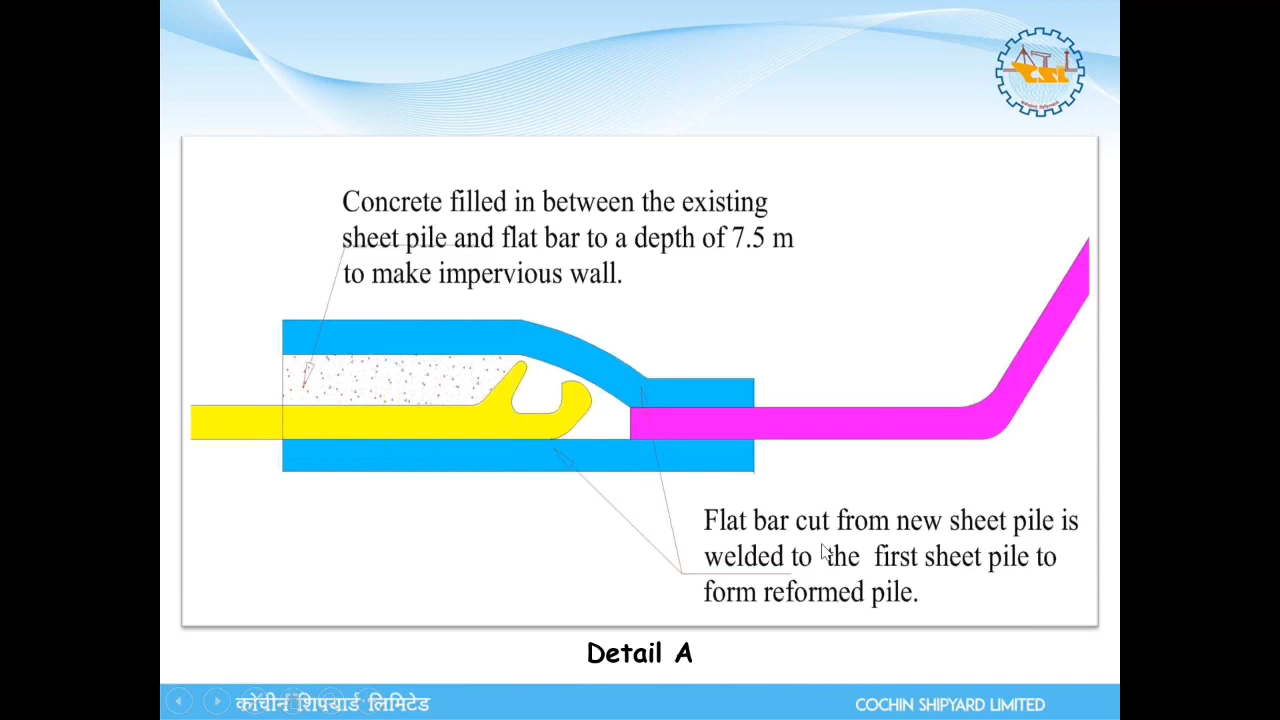 CSL
Concrete filled in between the existing
sheet pile and flat bar to a depth of 7.5 m
to make impervious wall.
Flat bar cut from new sheet pile is
welded to the first sheet pile to
form reformed pile.
Detail A
कोचीन शिपयार्ड लिमिटेड
COCHIN SHIPYARD LIMITED